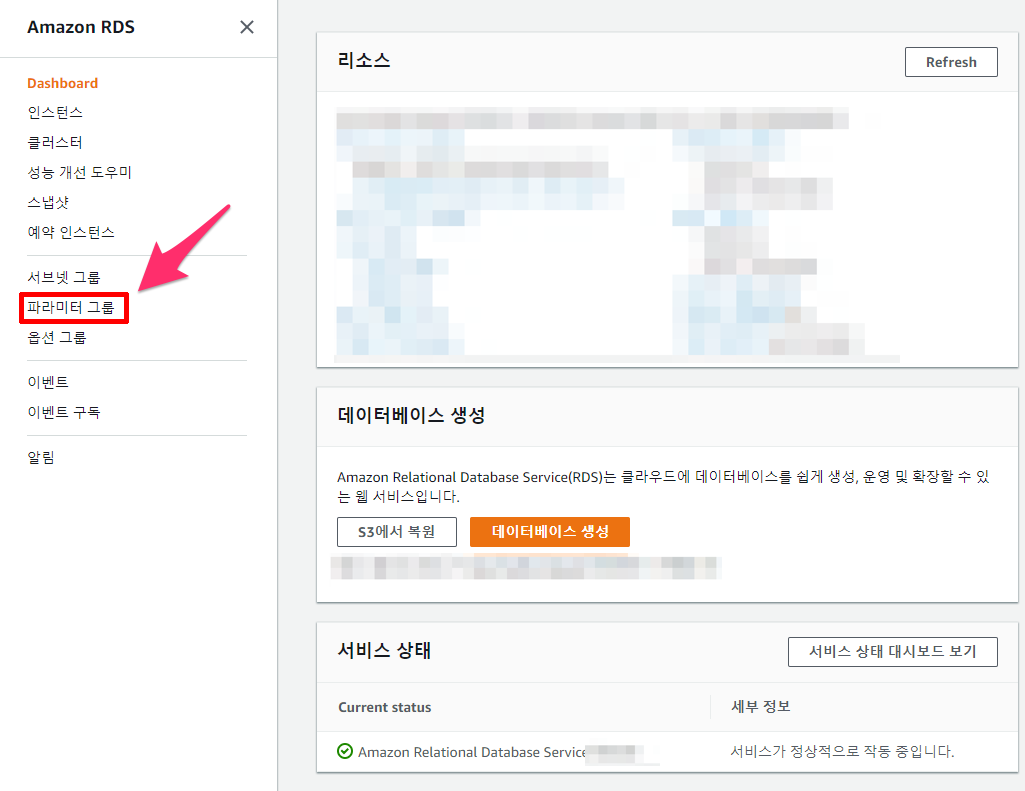 Amazon RDS
Dashboard
인스턴스
클러스터
성능 개선 도우미
스냅샷
예약 인스턴스
서브넷 그룹
파라미터 그룹
옵션 그룹
이벤트
이벤트 구독
알림
리소스
Refresh
데이터베이스 생성
Amazon Relational Database Service(RDS)는 클라우드에 데이터베이스를 쉽게 생성, 운영 및 확장할 수 있
는 웹 서비스입니다.
S3에서 복원
데이터베이스 생성
서비스 상태
서비스 상태 대시보드 보기
Current status
세부 정보
Amazon Relational Database Service
서비스가 정상적으로 작동 중입니다.